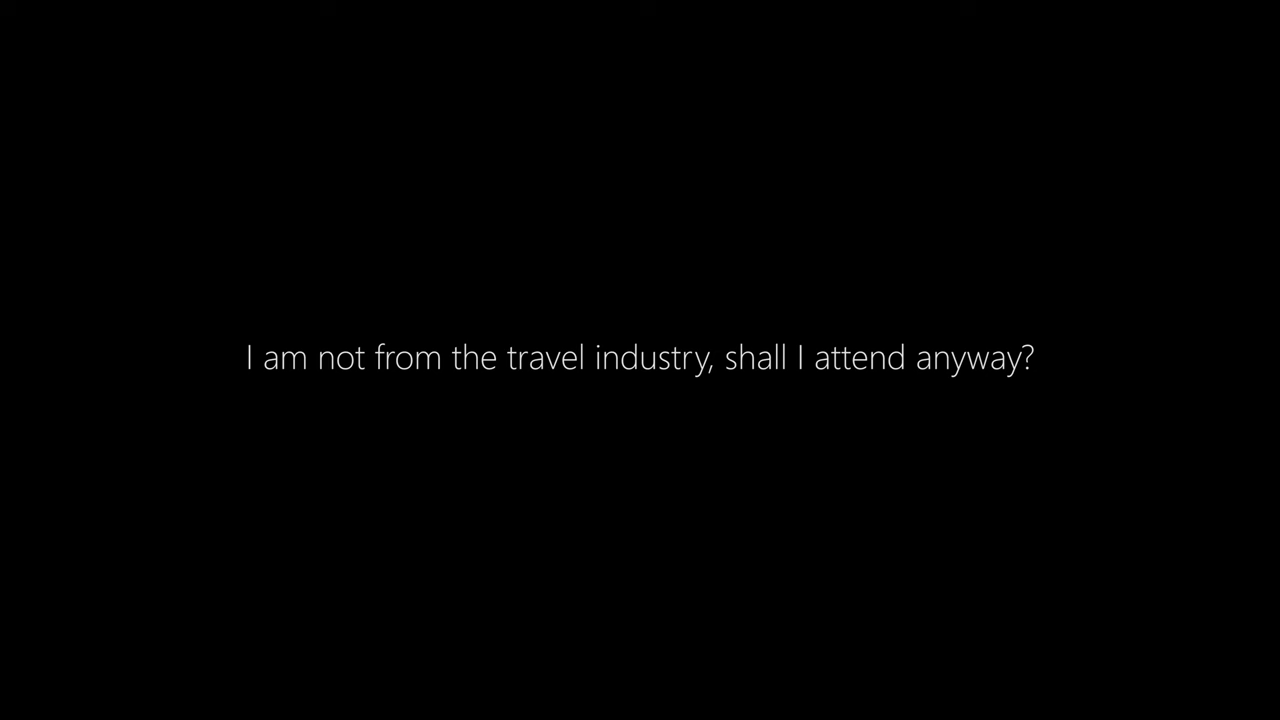 I am not from the travel industry, shall I attend anyway?